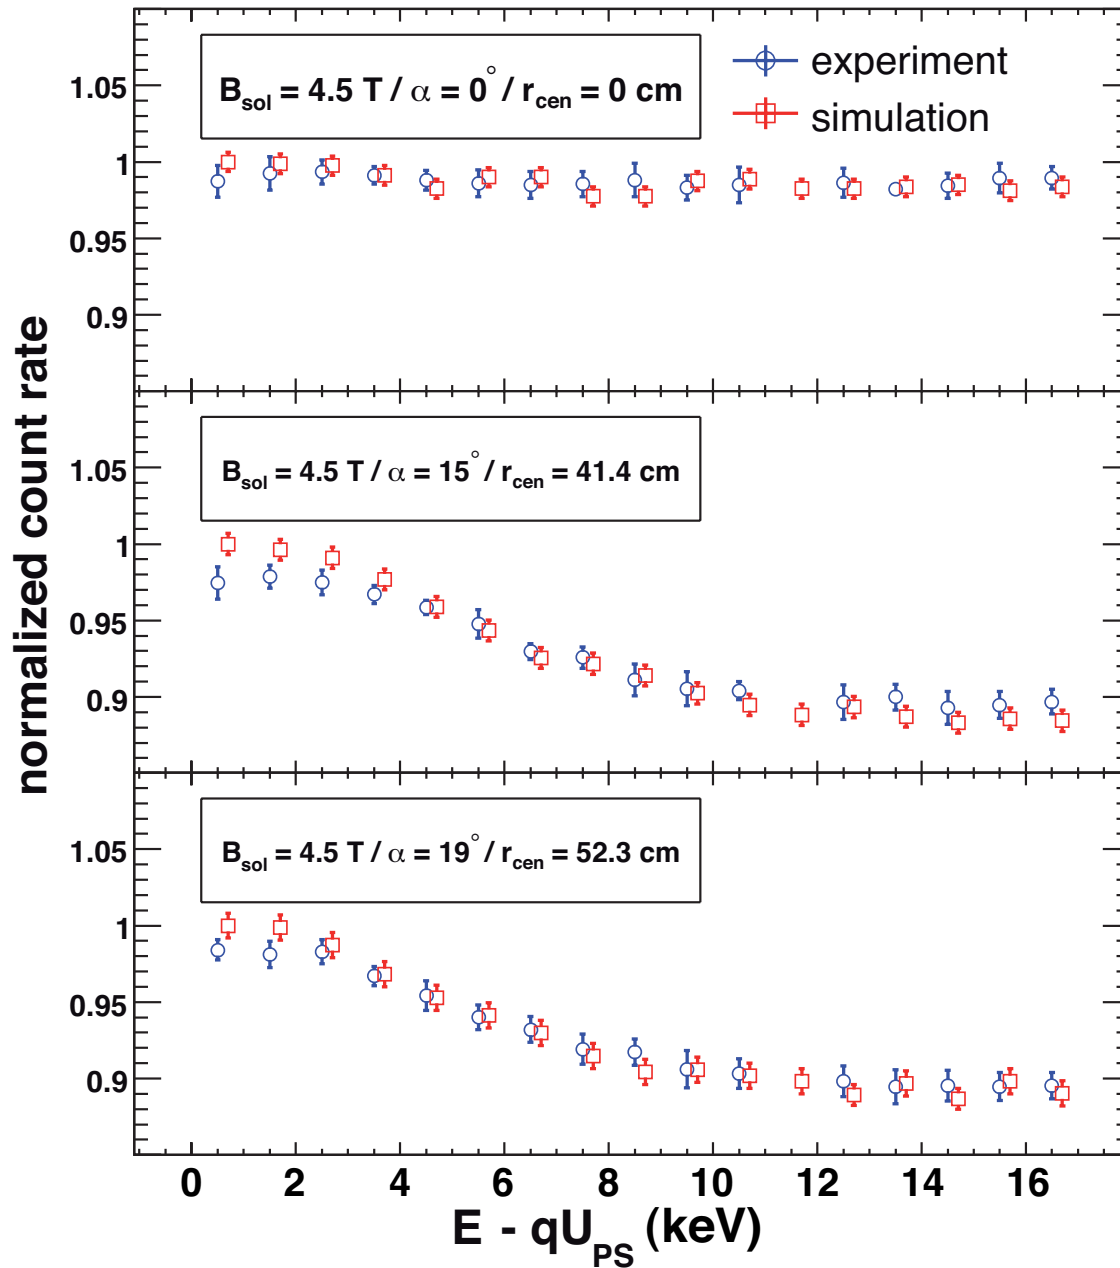 experiment
simulation
B_sol = 4.5 T / α = 0° / r_cen = 0 cm
1.05
1
0.95
0.9
B_sol = 4.5 T / α = 15° / r_cen = 41.4 cm
1.05
1
0.95
0.9
B_sol = 4.5 T / α = 19° / r_cen = 52.3 cm
1.05
1
0.95
0.9
normalized count rate
0 2 4 6 8 10 12 14 16
E - qU_PS (keV)